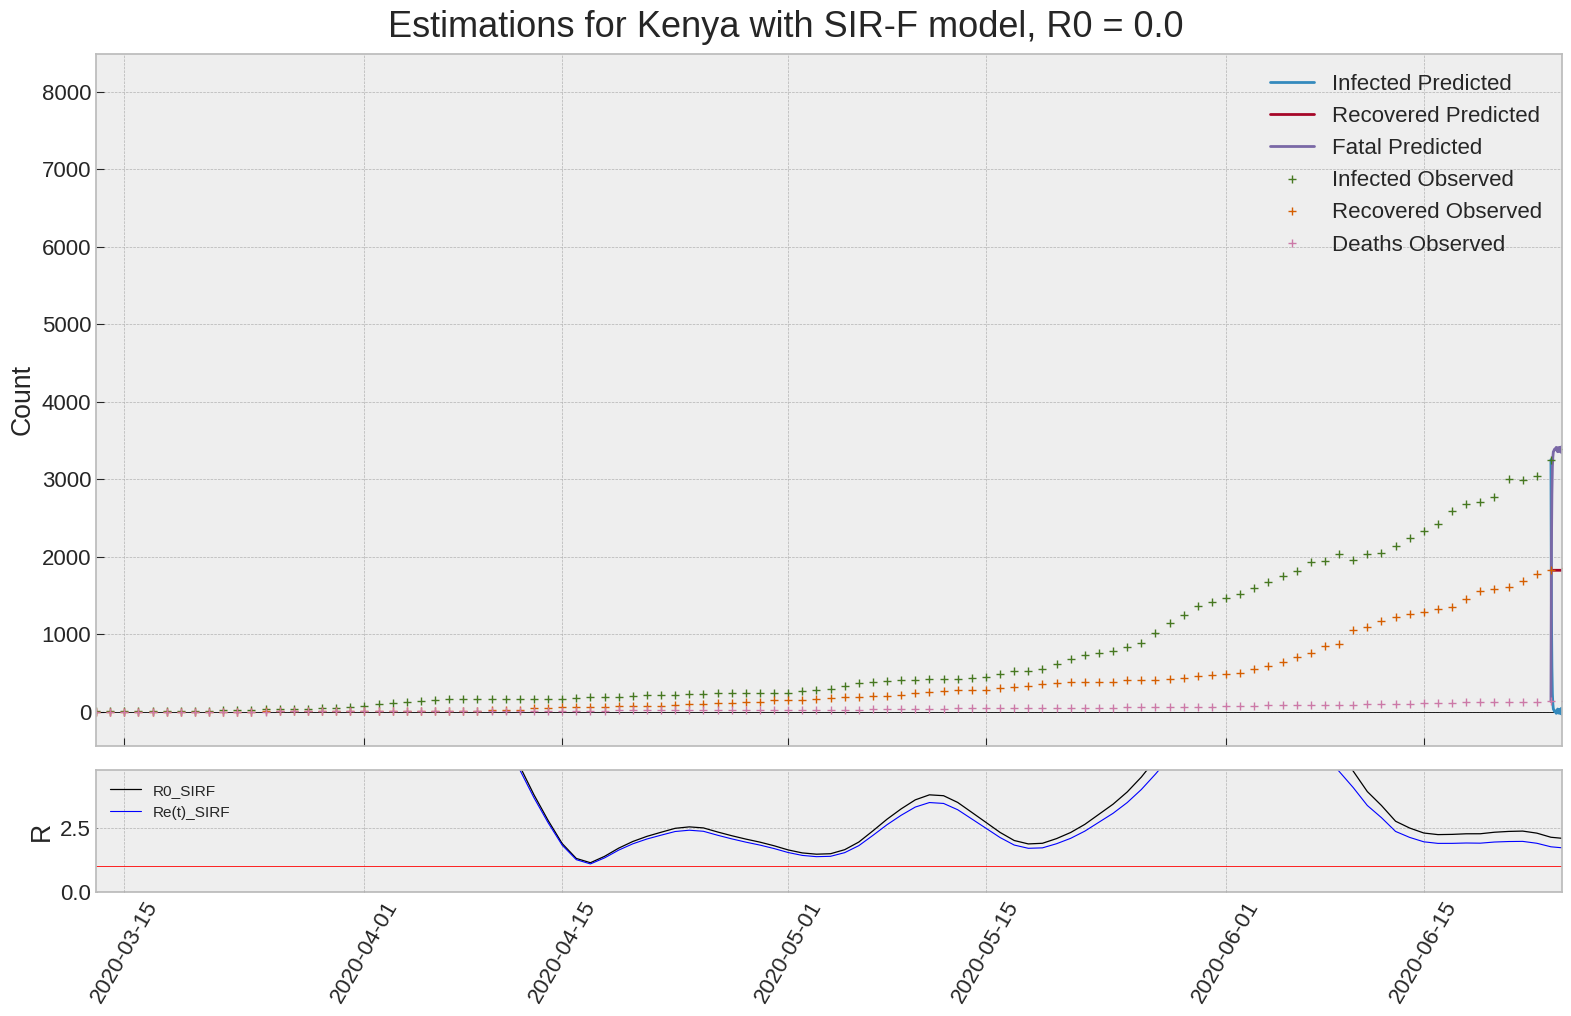 Estimations for Kenya with SIR-F model, R0 = 0.0
8000
7000
6000
5000
4000
3000
2000
1000
0
Count
Infected Predicted
Recovered Predicted
Fatal Predicted
Infected Observed
Recovered Observed
Deaths Observed
R0_SIRF
Re(t)_SIRF
2.5
0.0
R
2020-03-15
2020-04-01
2020-04-15
2020-05-01
2020-05-15
2020-06-01
2020-06-15